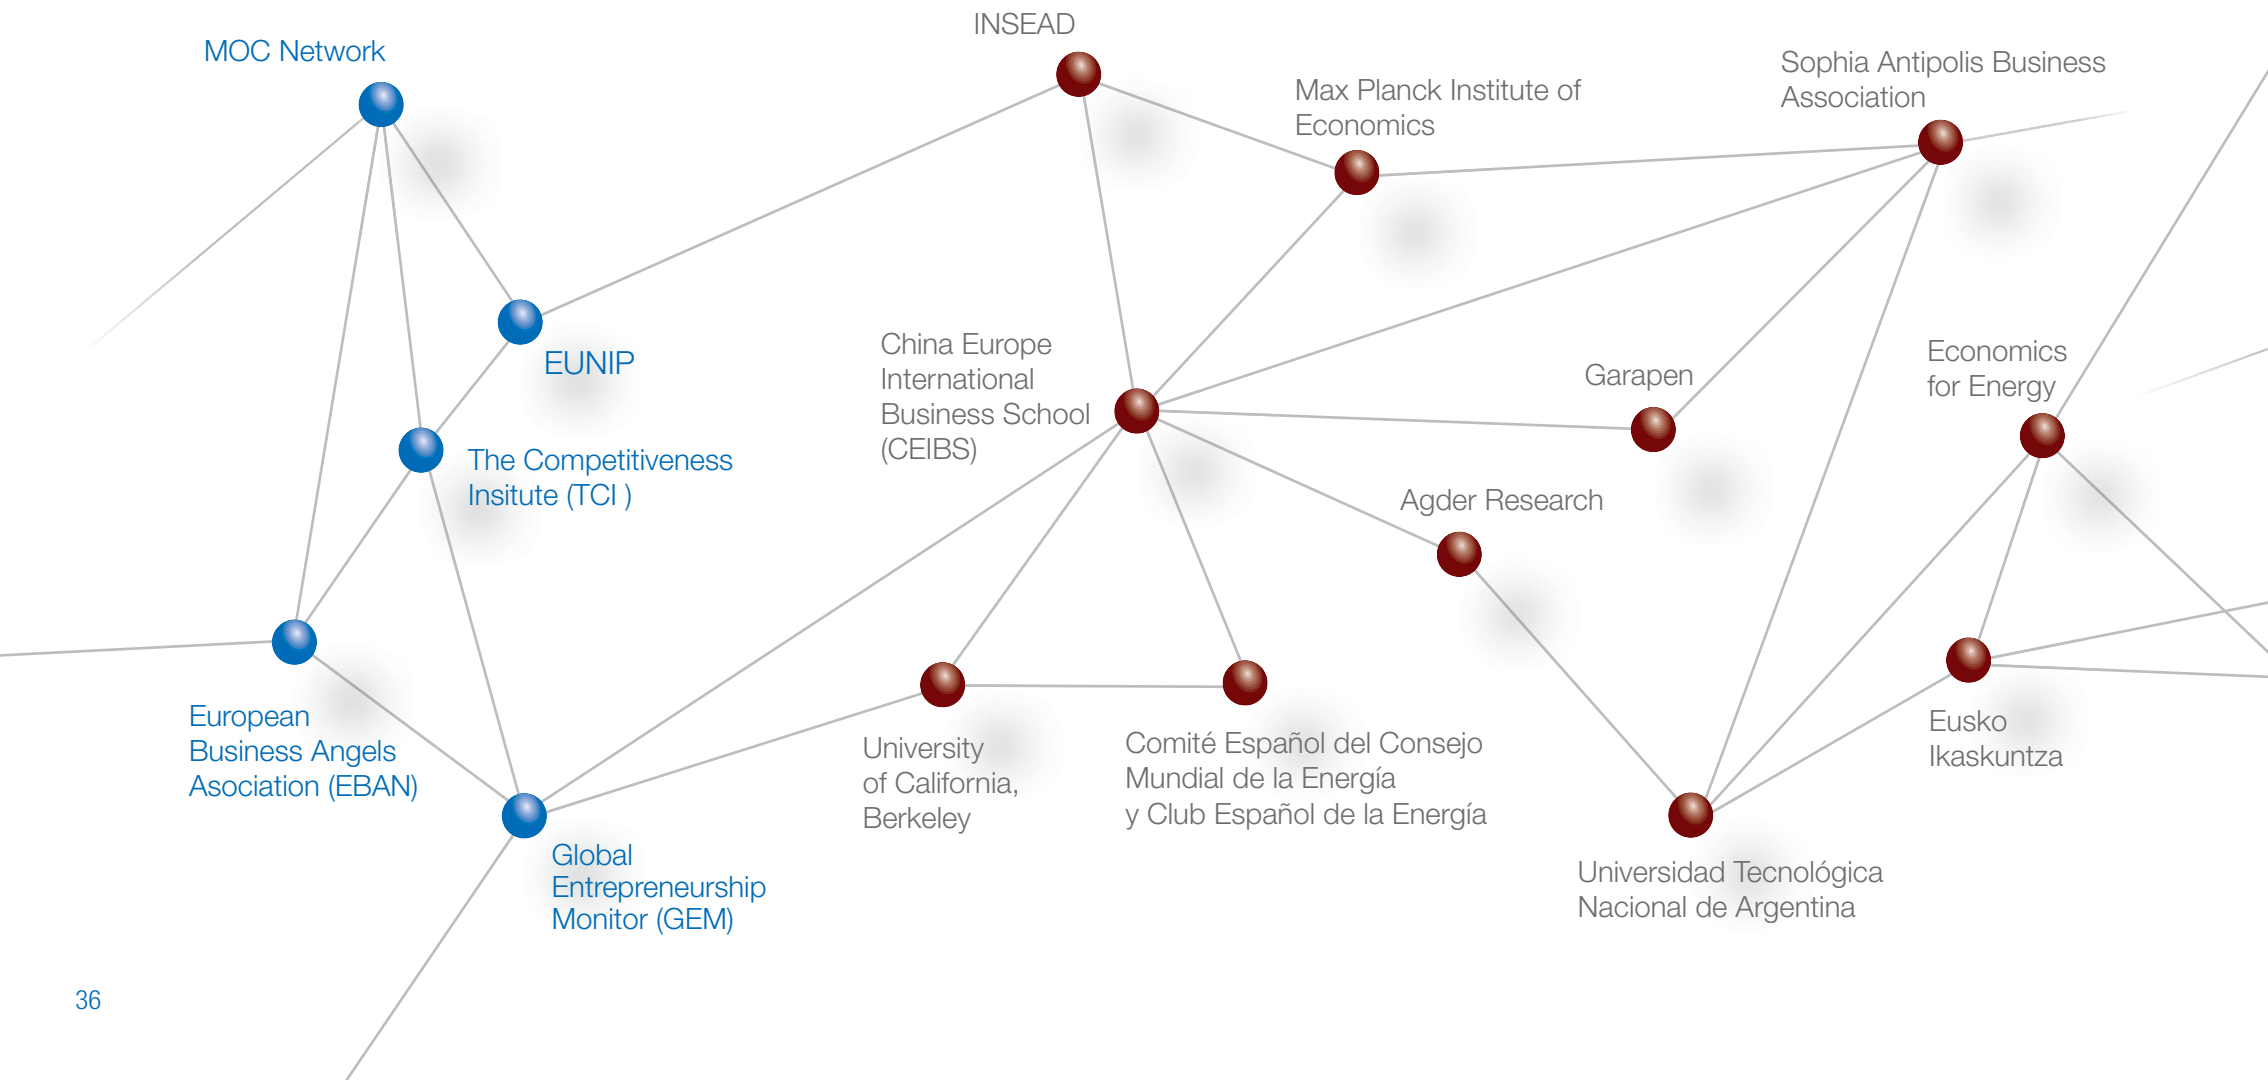 INSEAD
MOC Network
Max Planck Institute of
Economics
Sophia Antipolis Business
Association
EUNIP
China Europe
International
Business School
(CEIBS)
Garapen
Economics
for Energy
The Competitiveness
Insitute (TCI )
Agder Research
European
Business Angels
Asociation (EBAN)
University
of California,
Berkeley
Comité Español del Consejo
Mundial de la Energía
y Club Español de la Energía
Eusko
Ikaskuntza
Global
Entrepreneurship
Monitor (GEM)
Universidad Tecnológica
Nacional de Argentina
36